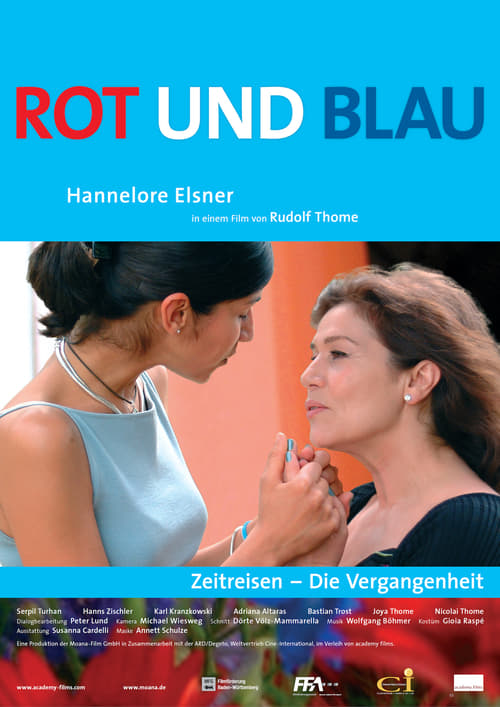 ROT UND BLAU
Hannelore Elsner
in einem Film von Rudolf Thome
Zeitreisen – Die Vergangenheit
Serpil Turhan Hanns Zischler Karl Kranzkowski Adriana Altaras Bastian Trost Joya Thome Nicolai Thome
Dialogbearbeitung Peter Lund Kamera Michael Wiesweg Schnitt Dörte Völz-Mammarella Musik Wolfgang Böhmer Kostüm Gioia Raspé
Ausstattung Susanna Cardelli Maske Annett Schulze
Eine Produktion der Moana-Film GmbH in Zusammenarbeit mit der ARD/Degeto, Weltvertrieb Cine-International, im Verleih von academy films.
www.academy-films.com www.moana.de MFG Filmförderung Baden-Württemberg FFA ci academy films